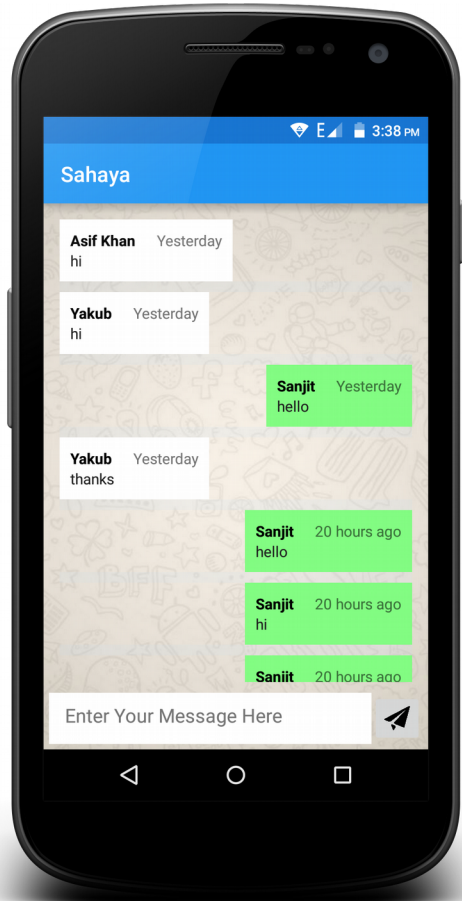 E 3:38 PM
Sahaya
Asif Khan Yesterday
hi
Yakub Yesterday
hi
Sanjit Yesterday
hello
Yakub Yesterday
thanks
Sanjit 20 hours ago
hello
Sanjit 20 hours ago
hi
Sanjit 20 hours ago
BFF
Enter Your Message Here